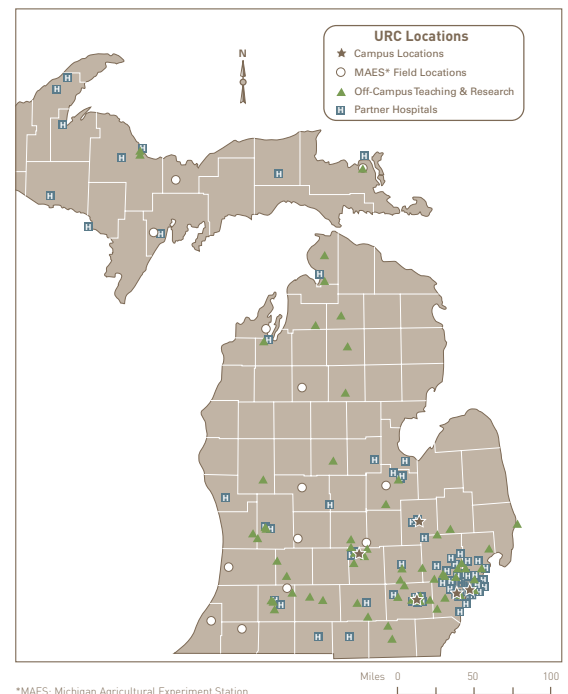 URC Locations
Campus Locations
MAES* Field Locations
Off-Campus Teaching & Research
H Partner Hospitals
N
Miles 0 50 100
*MAES: Michigan Agricultural Experiment Station